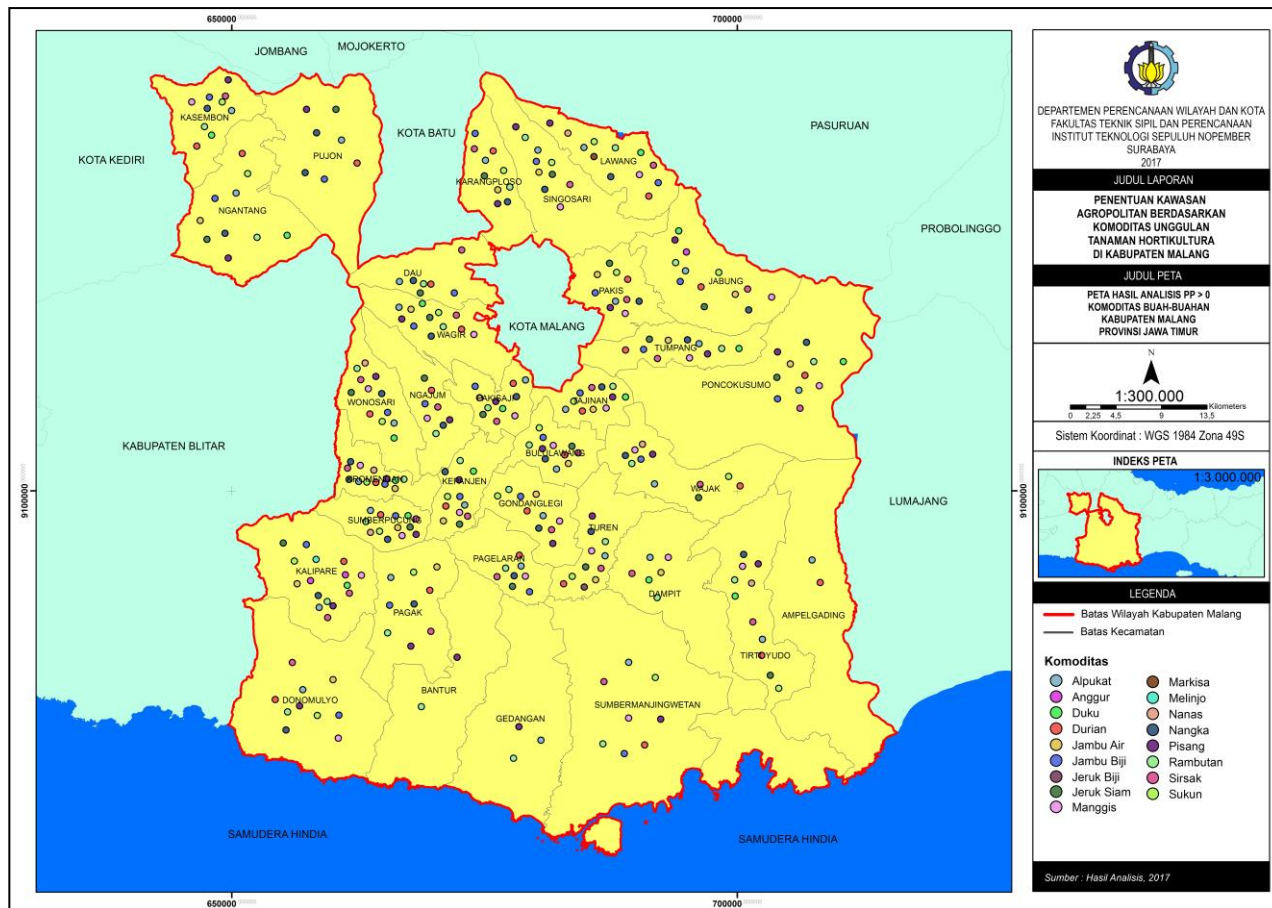 650000
700000
JOMBANG
MOJOKERTO
PASURUAN
KOTA BATU
KOTA KEDIRI
KASEMBON
PUJON
NGANTANG
KARANGPLOSO
SINGOSARI
LAWANG
PROBOLINGGO
DAU
PAKIS
JABUNG
KOTA MALANG
WAGIR
TUMPANG
PONCOKUSUMO
WONOSARI
NGAJUM
PAKISAJI
TAJINAN
KABUPATEN BLITAR
BULULAWANG
KROMENGAN
KEPANJEN
WAJAK
LUMAJANG
9100000
9100000
GONDANGLEGI
SUMBERPUCUNG
TUREN
PAGELARAN
KALIPARE
DAMPIT
PAGAK
AMPELGADING
TIRTOYUDO
DONOMULYO
BANTUR
SUMBERMANJINGWETAN
GEDANGAN
SAMUDERA HINDIA
SAMUDERA HINDIA
650000
700000
DEPARTEMEN PERENCANAAN WILAYAH DAN KOTA
FAKULTAS TEKNIK SIPIL DAN PERENCANAAN
INSTITUT TEKNOLOGI SEPULUH NOPEMBER
SURABAYA
2017
JUDUL LAPORAN
PENENTUAN KAWASAN
AGROPOLITAN BERDASARKAN
KOMODITAS UNGGULAN
TANAMAN HORTIKULTURA
DI KABUPATEN MALANG
JUDUL PETA
PETA HASIL ANALISIS PP > 0
KOMODITAS BUAH-BUAHAN
KABUPATEN MALANG
PROVINSI JAWA TIMUR
N
1:300.000
Kilometers
0 2,25 4,5 9 13,5
Sistem Koordinat : WGS 1984 Zona 49S
INDEKS PETA
1:3.000.000
LEGENDA
Batas Wilayah Kabupaten Malang
Batas Kecamatan
Komoditas
Alpukat
Anggur
Duku
Durian
Jambu Air
Jambu Biji
Jeruk Biji
Jeruk Siam
Manggis
Markisa
Melinjo
Nanas
Nangka
Pisang
Rambutan
Sirsak
Sukun
Sumber : Hasil Analisis, 2017